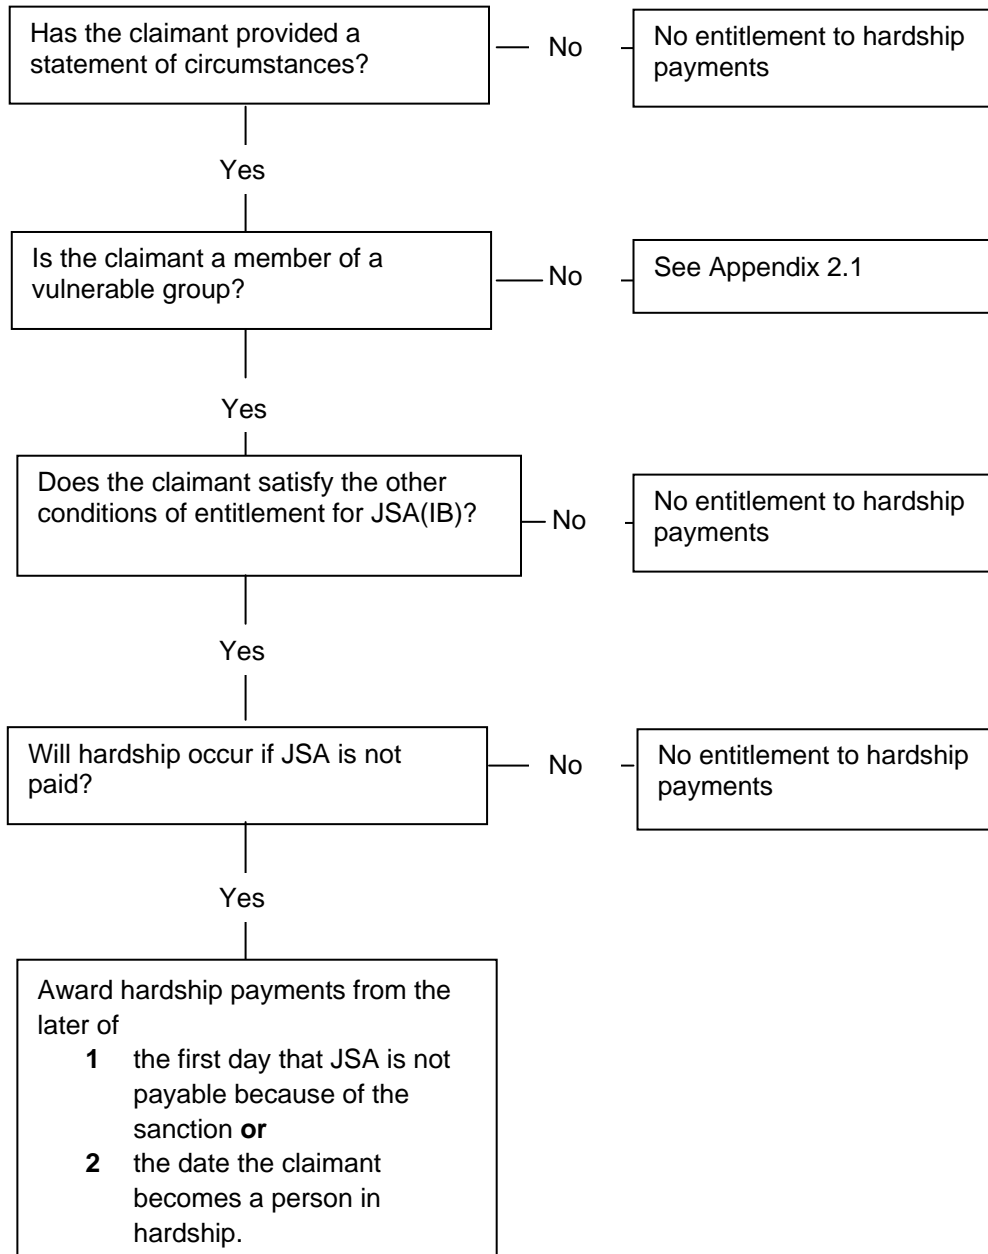 Has the claimant provided a
statement of circumstances?
No
No entitlement to hardship
payments
Yes
Is the claimant a member of a
vulnerable group?
No
See Appendix 2.1
Yes
Does the claimant satisfy the other
conditions of entitlement for JSA(IB)?
No
No entitlement to hardship
payments
Yes
Will hardship occur if JSA is not
paid?
No
No entitlement to hardship
payments
Yes
Award hardship payments from the
later of
1 the first day that JSA is not
payable because of the
sanction or
2 the date the claimant
becomes a person in
hardship.